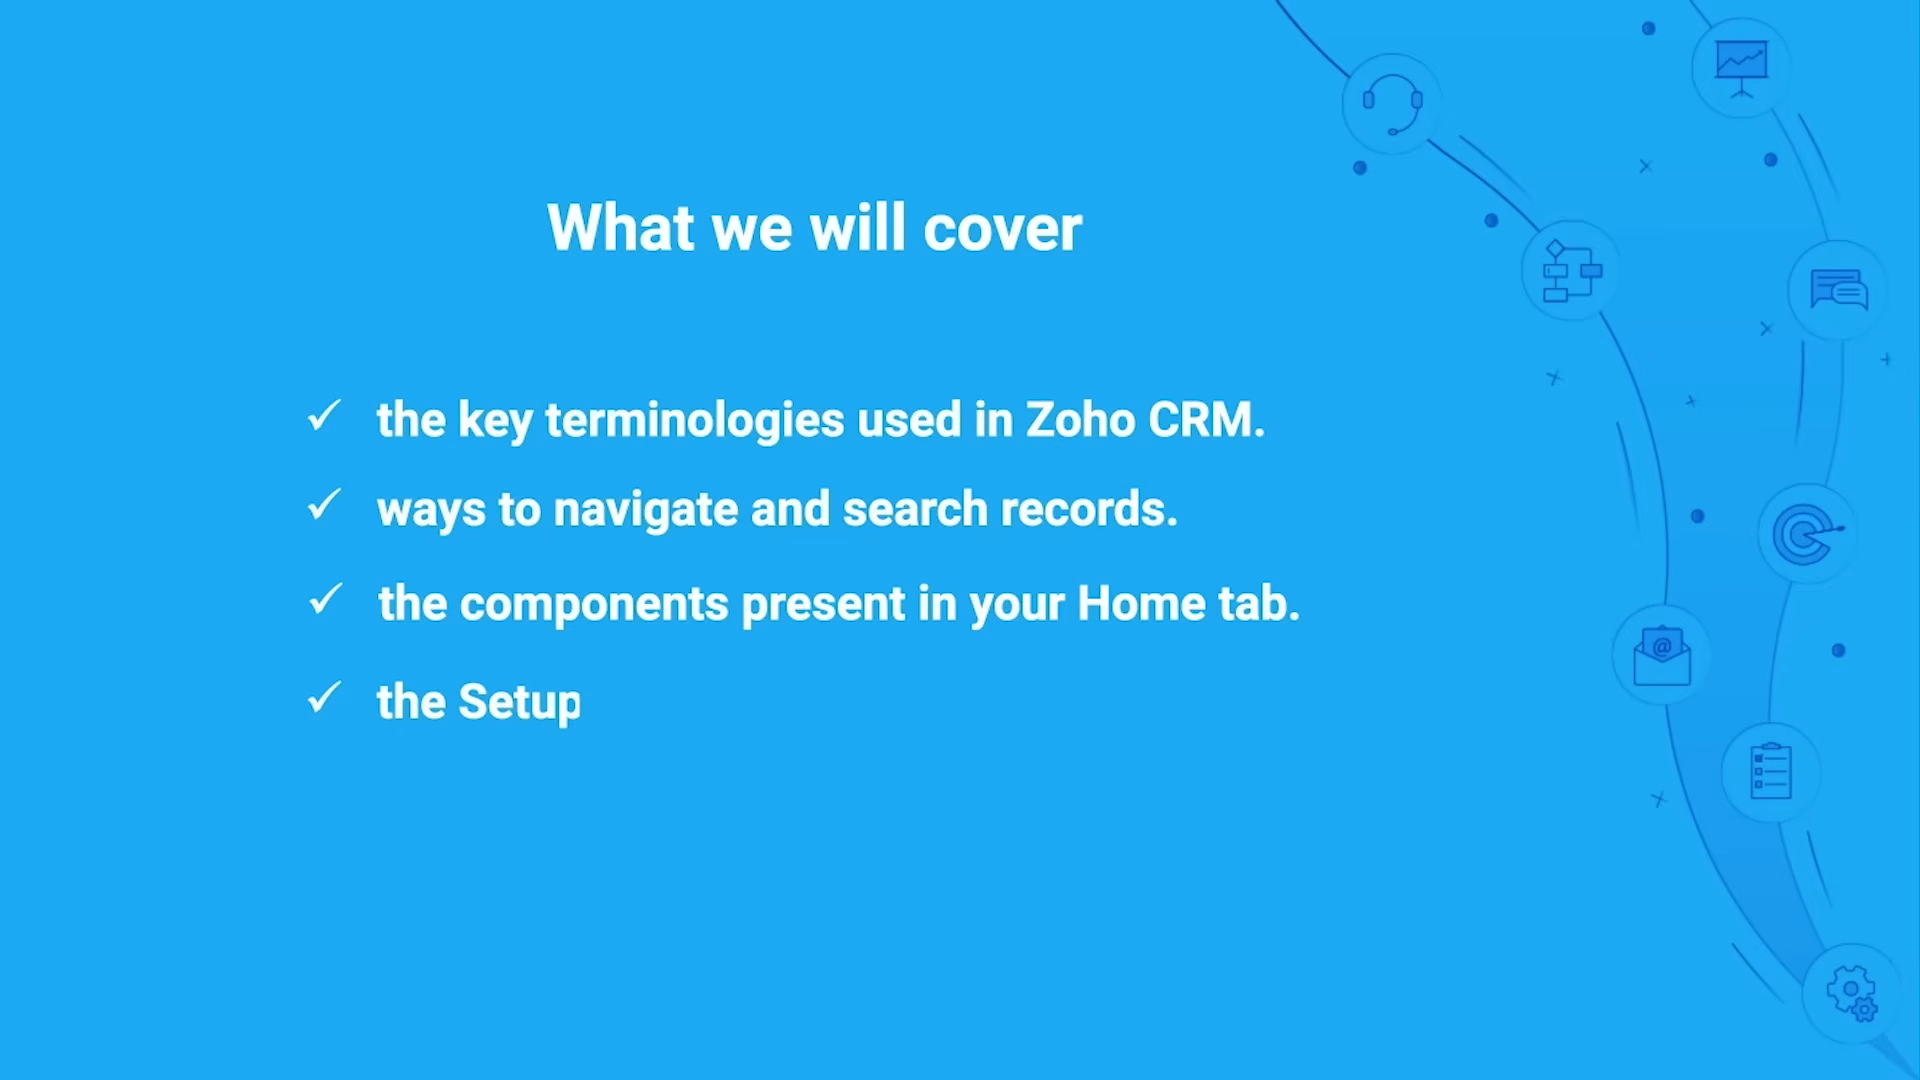 What we will cover
✓ the key terminologies used in Zoho CRM.
✓ ways to navigate and search records.
✓ the components present in your Home tab.
✓ the Setup
@